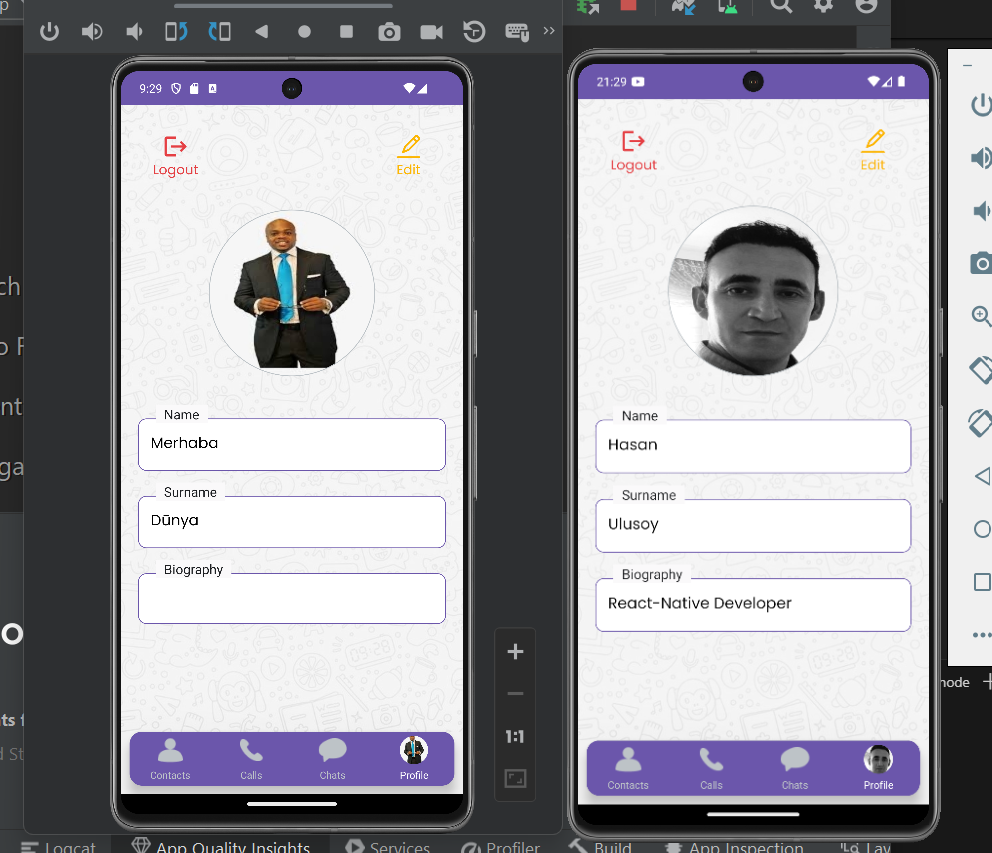 9:29
Logout
Edit
Name
Merhaba
Surname
Dünya
Biography
Contacts
Calls
Chats
Profile
1:1
21:29
Logout
Edit
Name
Hasan
Surname
Ulusoy
Biography
React-Native Developer
Contacts
Calls
Chats
Profile
Logcat
App Quality Insights
Services
Profiler
Build
App Inspection